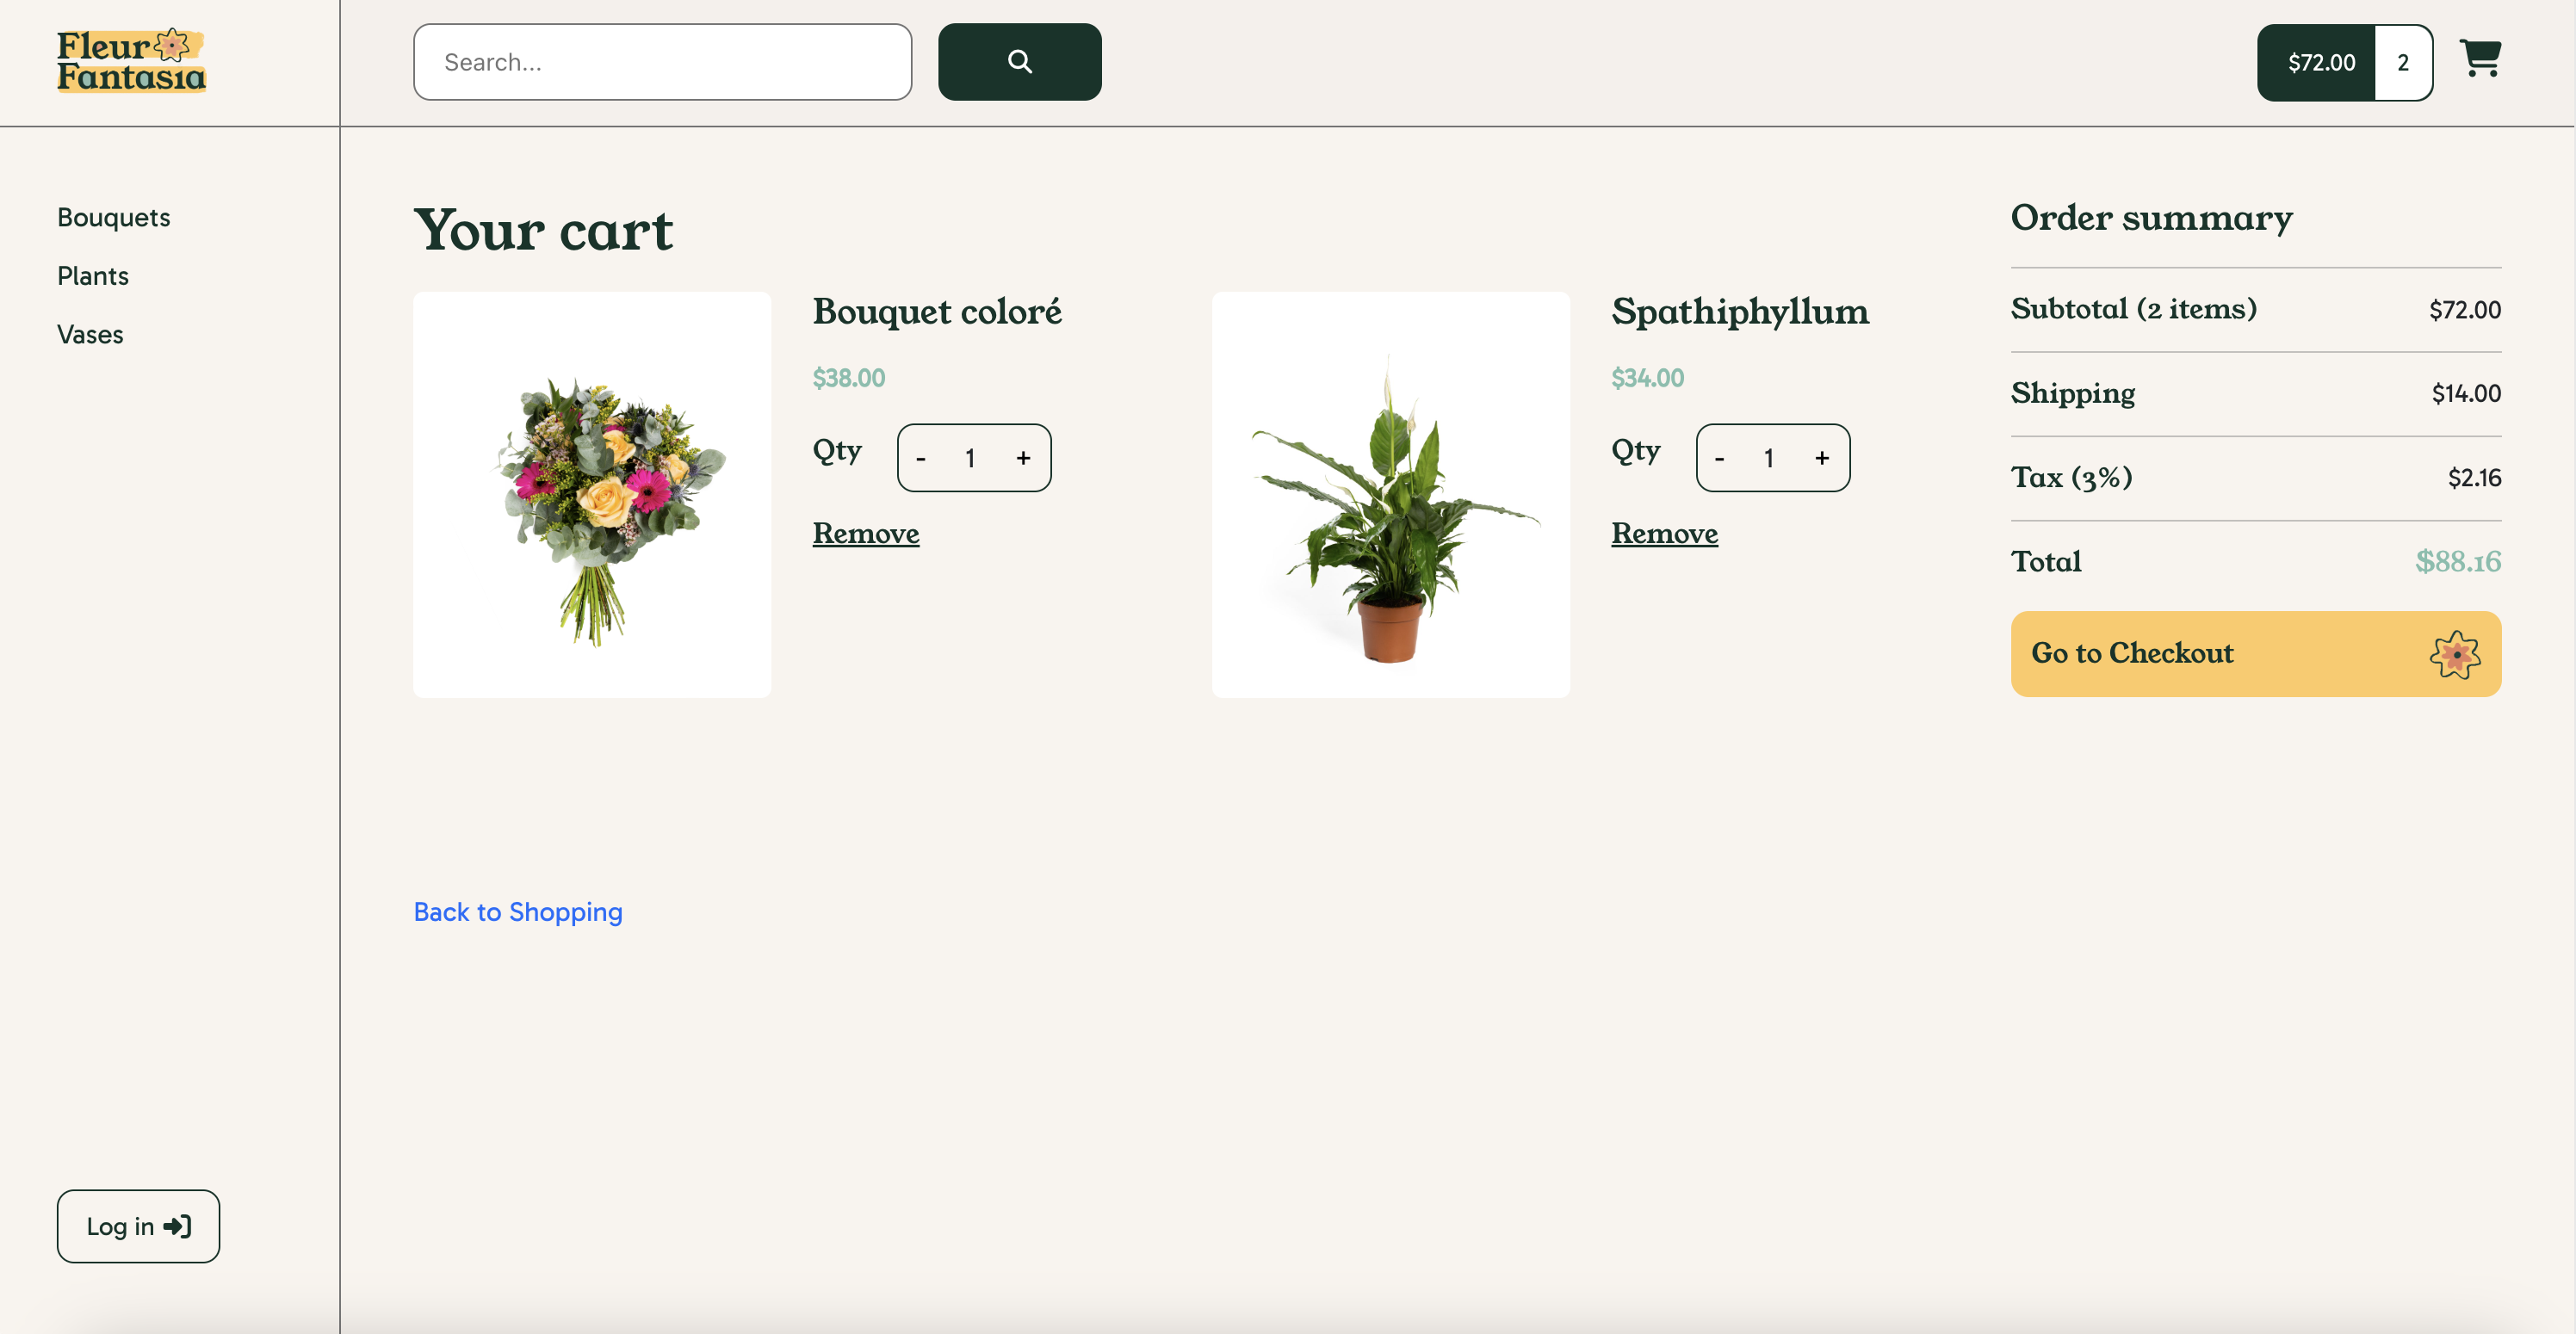 Fleur
Fantasia
Search...
$72.00 2
Bouquets
Plants
Vases
Your cart
Bouquet coloré
$38.00
Qty - 1 +
Remove
Spathiphyllum
$34.00
Qty - 1 +
Remove
Order summary
Subtotal (2 items) $72.00
Shipping $14.00
Tax (3%) $2.16
Total $88.16
Go to Checkout
Back to Shopping
Log in